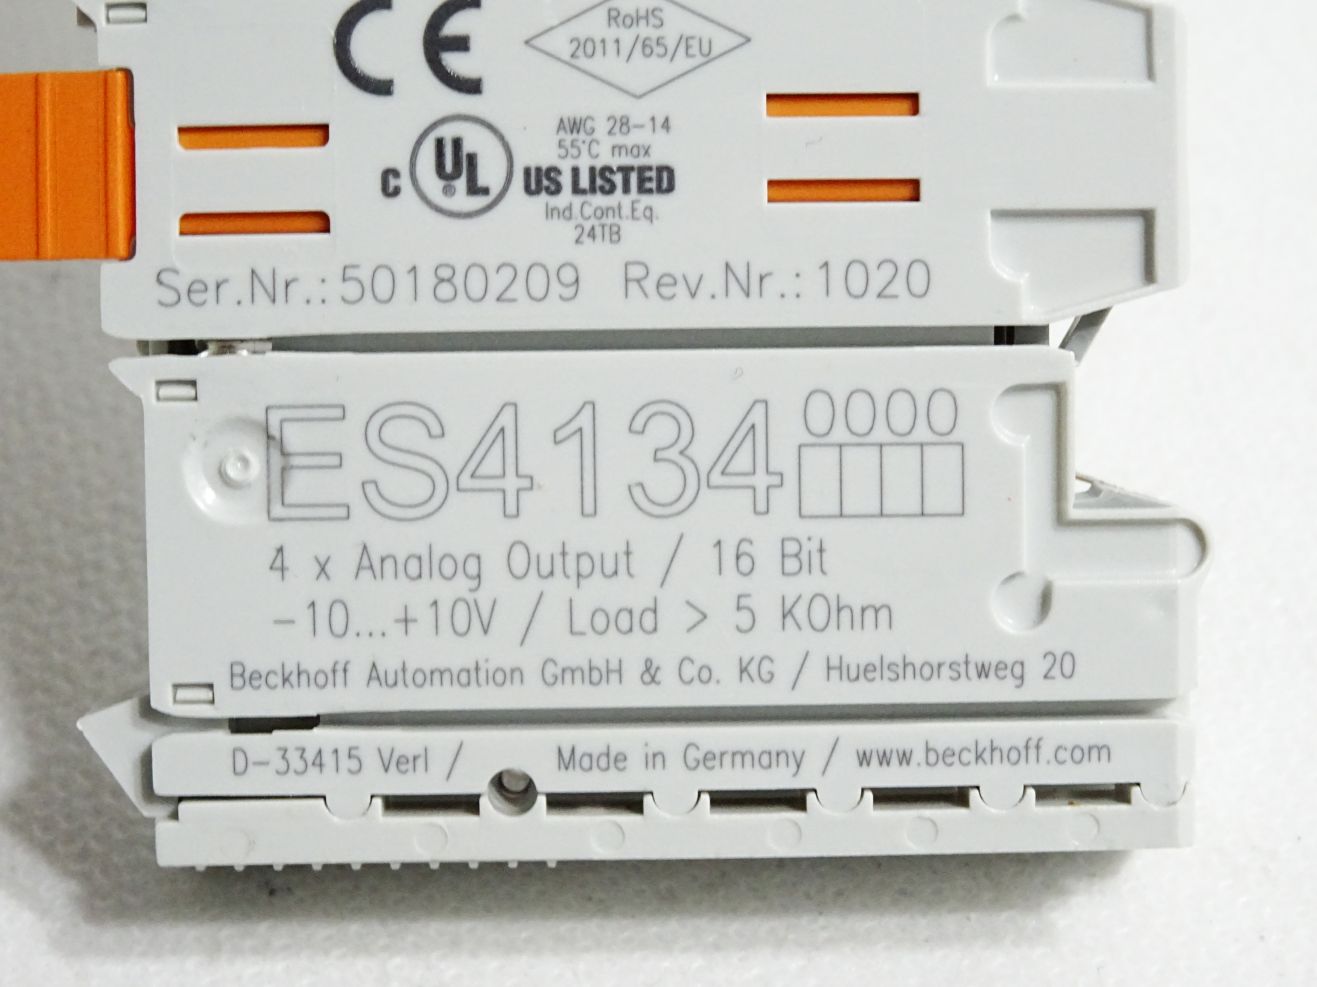 CE
RoHS
2011/65/EU
AWG 28-14
55°C max
C UL® US LISTED
Ind.Cont.Eq.
24TB
Ser.Nr.:50180209 Rev.Nr.:1020
ES4134 0000
4 x Analog Output / 16 Bit
-10...+10V / Load > 5 KOhm
Beckhoff Automation GmbH & Co. KG / Huelshorstweg 20
D-33415 Verl / Made in Germany / www.beckhoff.com